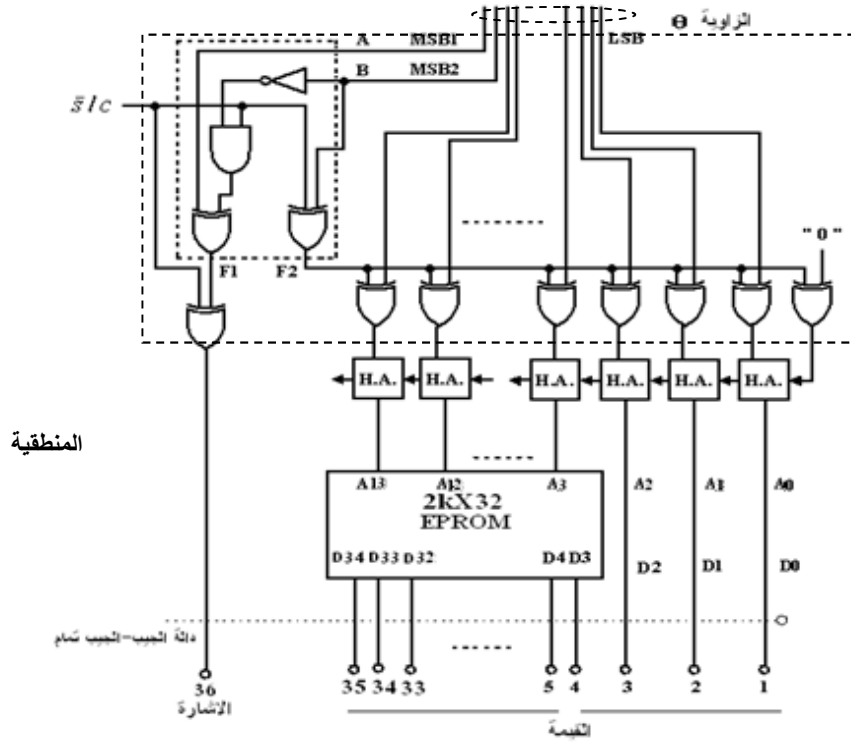 الزاوية Θ
A MSB1 LSB
B MSB2
s̄/c
"0"
F1 F2
H.A. H.A. H.A. H.A. H.A. H.A.
المنطقية
A13 A12 A3 A2 A1 A0
2kX32
EPROM
D34 D33 D32 D4 D3 D2 D1 D0
دالة الجيب-الجيب تمام
36 35 34 33 5 4 3 2 1
الاشارة
القيمة